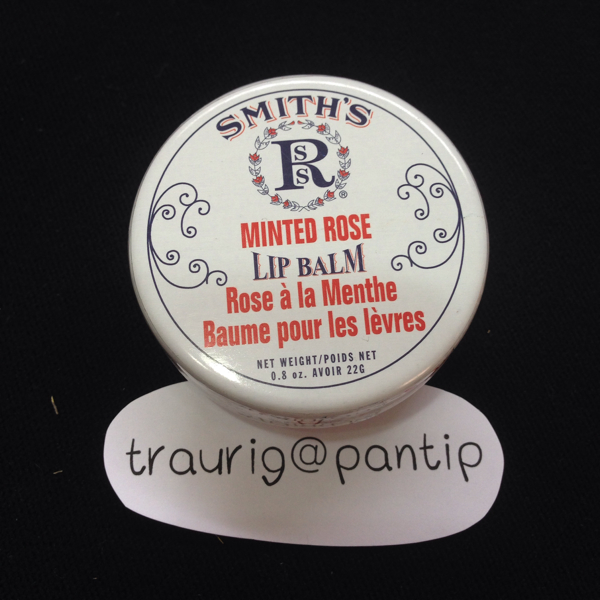 SMITH'S
RSS
®
MINTED ROSE
LIP BALM
Rose à la Menthe
Baume pour les lèvres
NET WEIGHT/POIDS NET
0.8 oz. AVOIR 22G
traurig@pantip